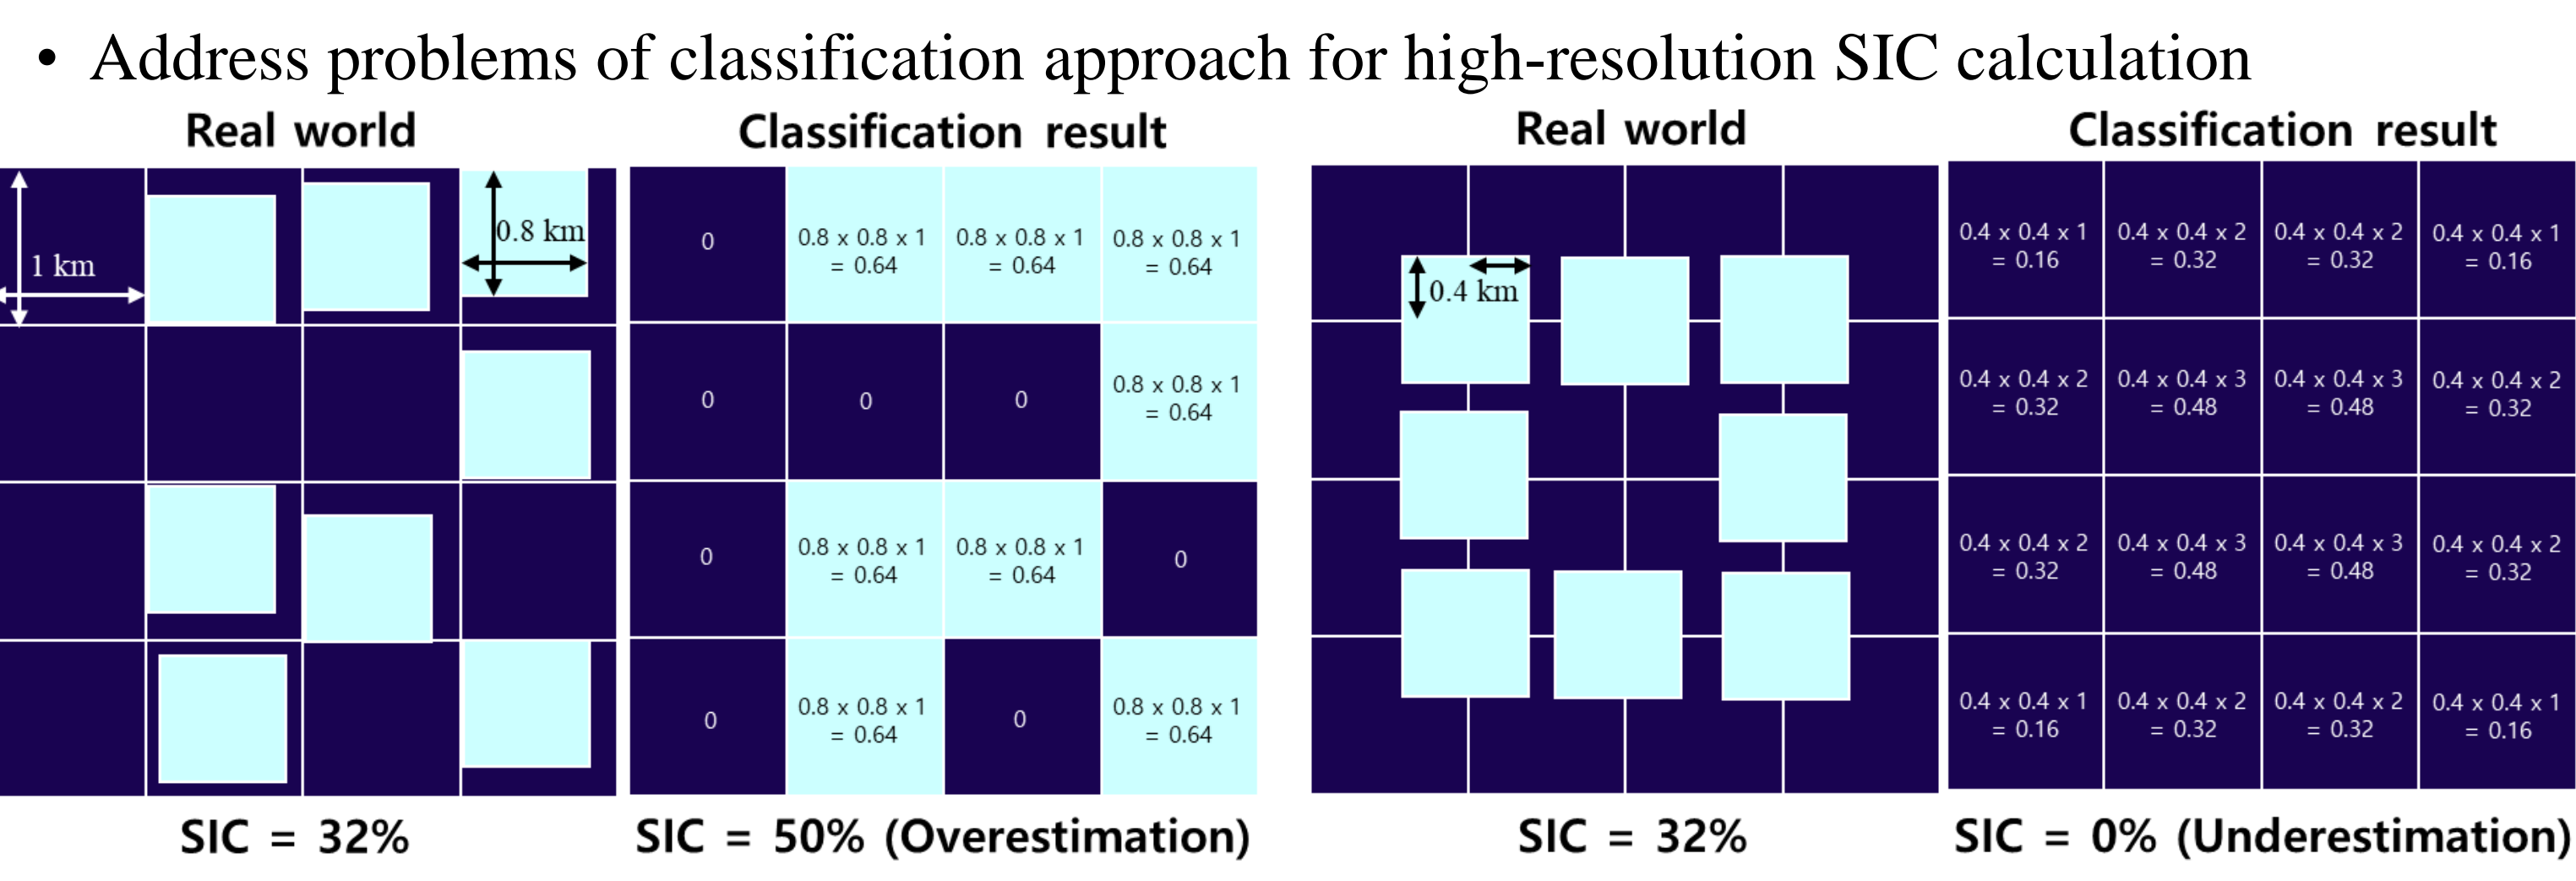 • Address problems of classification approach for high-resolution SIC calculation
Real world
1 km
0.8 km
SIC = 32%
Classification result
0
0.8 x 0.8 x 1
= 0.64
0.8 x 0.8 x 1
= 0.64
0.8 x 0.8 x 1
= 0.64
0
0
0
0.8 x 0.8 x 1
= 0.64
0
0.8 x 0.8 x 1
= 0.64
0.8 x 0.8 x 1
= 0.64
0
0
0.8 x 0.8 x 1
= 0.64
0
0.8 x 0.8 x 1
= 0.64
SIC = 50% (Overestimation)
Real world
0.4 km
SIC = 32%
Classification result
0.4 x 0.4 x 1
= 0.16
0.4 x 0.4 x 2
= 0.32
0.4 x 0.4 x 2
= 0.32
0.4 x 0.4 x 1
= 0.16
0.4 x 0.4 x 2
= 0.32
0.4 x 0.4 x 3
= 0.48
0.4 x 0.4 x 3
= 0.48
0.4 x 0.4 x 2
= 0.32
0.4 x 0.4 x 2
= 0.32
0.4 x 0.4 x 3
= 0.48
0.4 x 0.4 x 3
= 0.48
0.4 x 0.4 x 2
= 0.32
0.4 x 0.4 x 1
= 0.16
0.4 x 0.4 x 2
= 0.32
0.4 x 0.4 x 2
= 0.32
0.4 x 0.4 x 1
= 0.16
SIC = 0% (Underestimation)